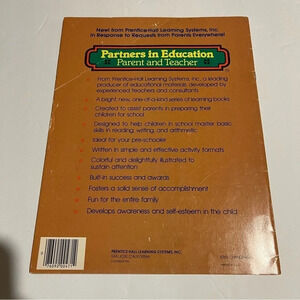 New! from Prentice-Hall Learning Systems, Inc.
In Response to Requests from Parents Everywhere!
Partners in Education
Parent and Teacher
From Prentice-Hall Learning Systems, Inc., a leading
producer of educational materials, developed by
experienced teachers and consultants
A bright, new, one-of-a-kind series of learning books
Created to assist parents in preparing their
children for school
Designed to help children in school master basic
skills in reading, writing, and arithmetic
Ideal for your pre-schooler
Written in simple and effective activity formats
Colorful and delightfully illustrated to
sustain attention
Built-in success and awards
Fosters a solid sense of accomplishment
Fun for the entire family
Develops awareness and self-esteem in the child
PRENTICE-HALL LEARNING SYSTEMS, INC.